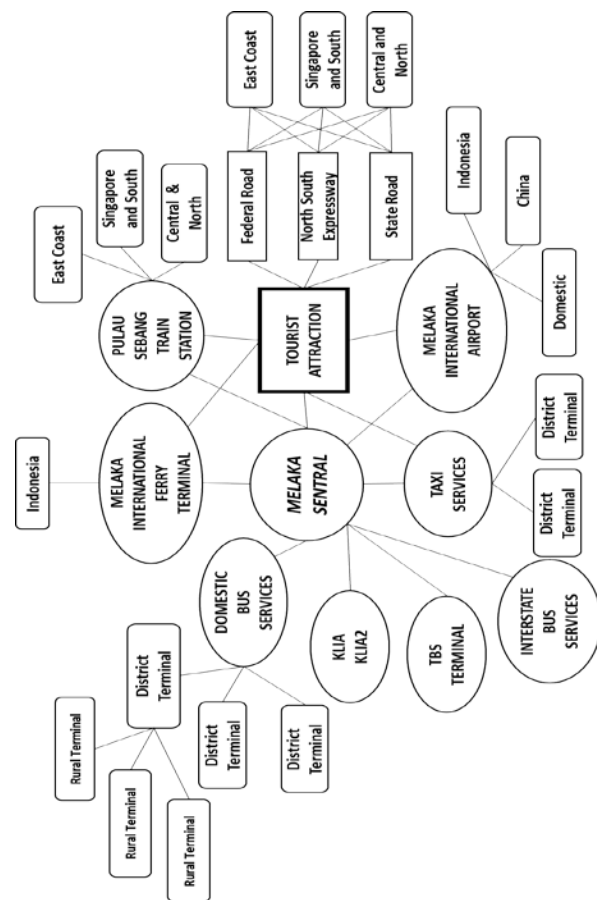 Rural Terminal
Rural Terminal
Rural Terminal
District
Terminal
District
Terminal
District
Terminal
Indonesia
DOMESTIC
BUS
SERVICES
KLIA
KLIA2
TBS
TERMINAL
INTERSTATE
BUS
SERVICES
MELAKA
INTERNATIONAL
FERRY
TERMINAL
MELAKA
SENTRAL
TAXI
SERVICES
District
Terminal
District
Terminal
East Coast
Singapore
and South
Central &
North
PULAU
SEBANG
TRAIN
STATION
TOURIST
ATTRACTION
MELAKA
INTERNATIONAL
AIRPORT
Domestic
China
Indonesia
Federal Road
North South
Expressway
State Road
East Coast
Singapore
and South
Central and
North